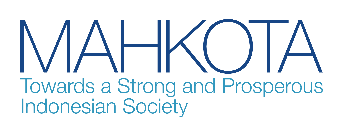 MAHKOTA
Towards a Strong and Prosperous
Indonesian Society